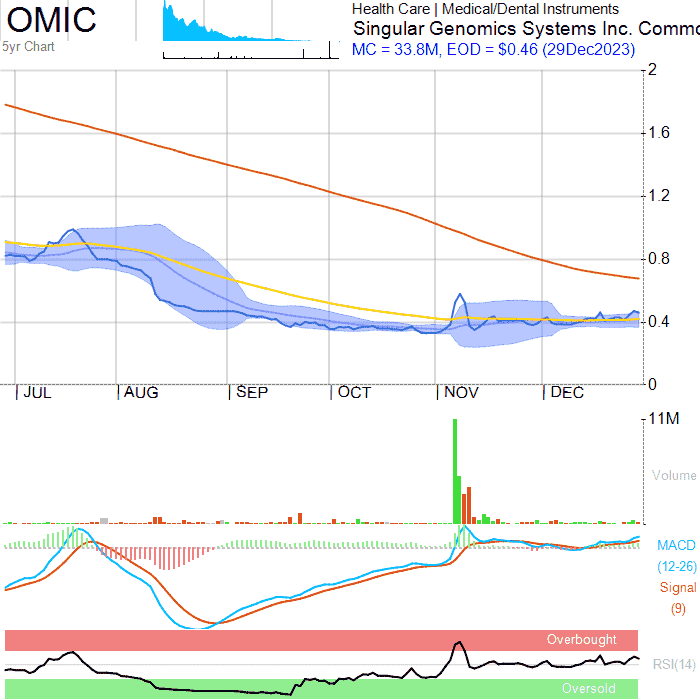 OMIC
5yr Chart
Health Care | Medical/Dental Instruments
Singular Genomics Systems Inc. Commo
MC = 33.8M, EOD = $0.46 (29Dec2023)
2
1.6
1.2
0.8
0.4
0
JUL AUG SEP OCT NOV DEC
11M
Volume
MACD
(12-26)
Signal
(9)
Overbought
RSI(14)
Oversold